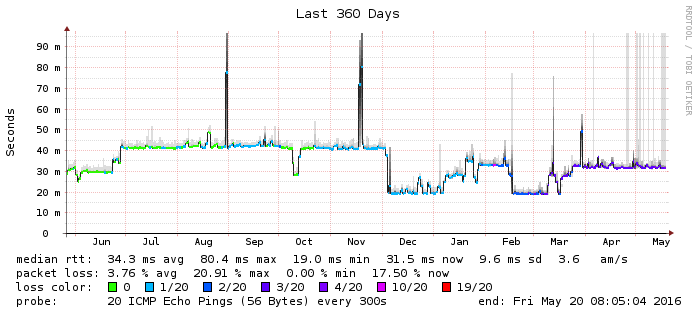 Last 360 Days
RRDTOOL / TOBI OETIKER
Seconds
90 m
80 m
70 m
60 m
50 m
40 m
30 m
20 m
10 m
0
Jun Jul Aug Sep Oct Nov Dec Jan Feb Mar Apr May
median rtt: 34.3 ms avg 80.4 ms max 19.0 ms min 31.5 ms now 9.6 ms sd 3.6 am/s
packet loss: 3.76 % avg 20.91 % max 0.00 % min 17.50 % now
loss color: 0 1/20 2/20 3/20 4/20 10/20 19/20
probe: 20 ICMP Echo Pings (56 Bytes) every 300s end: Fri May 20 08:05:04 2016